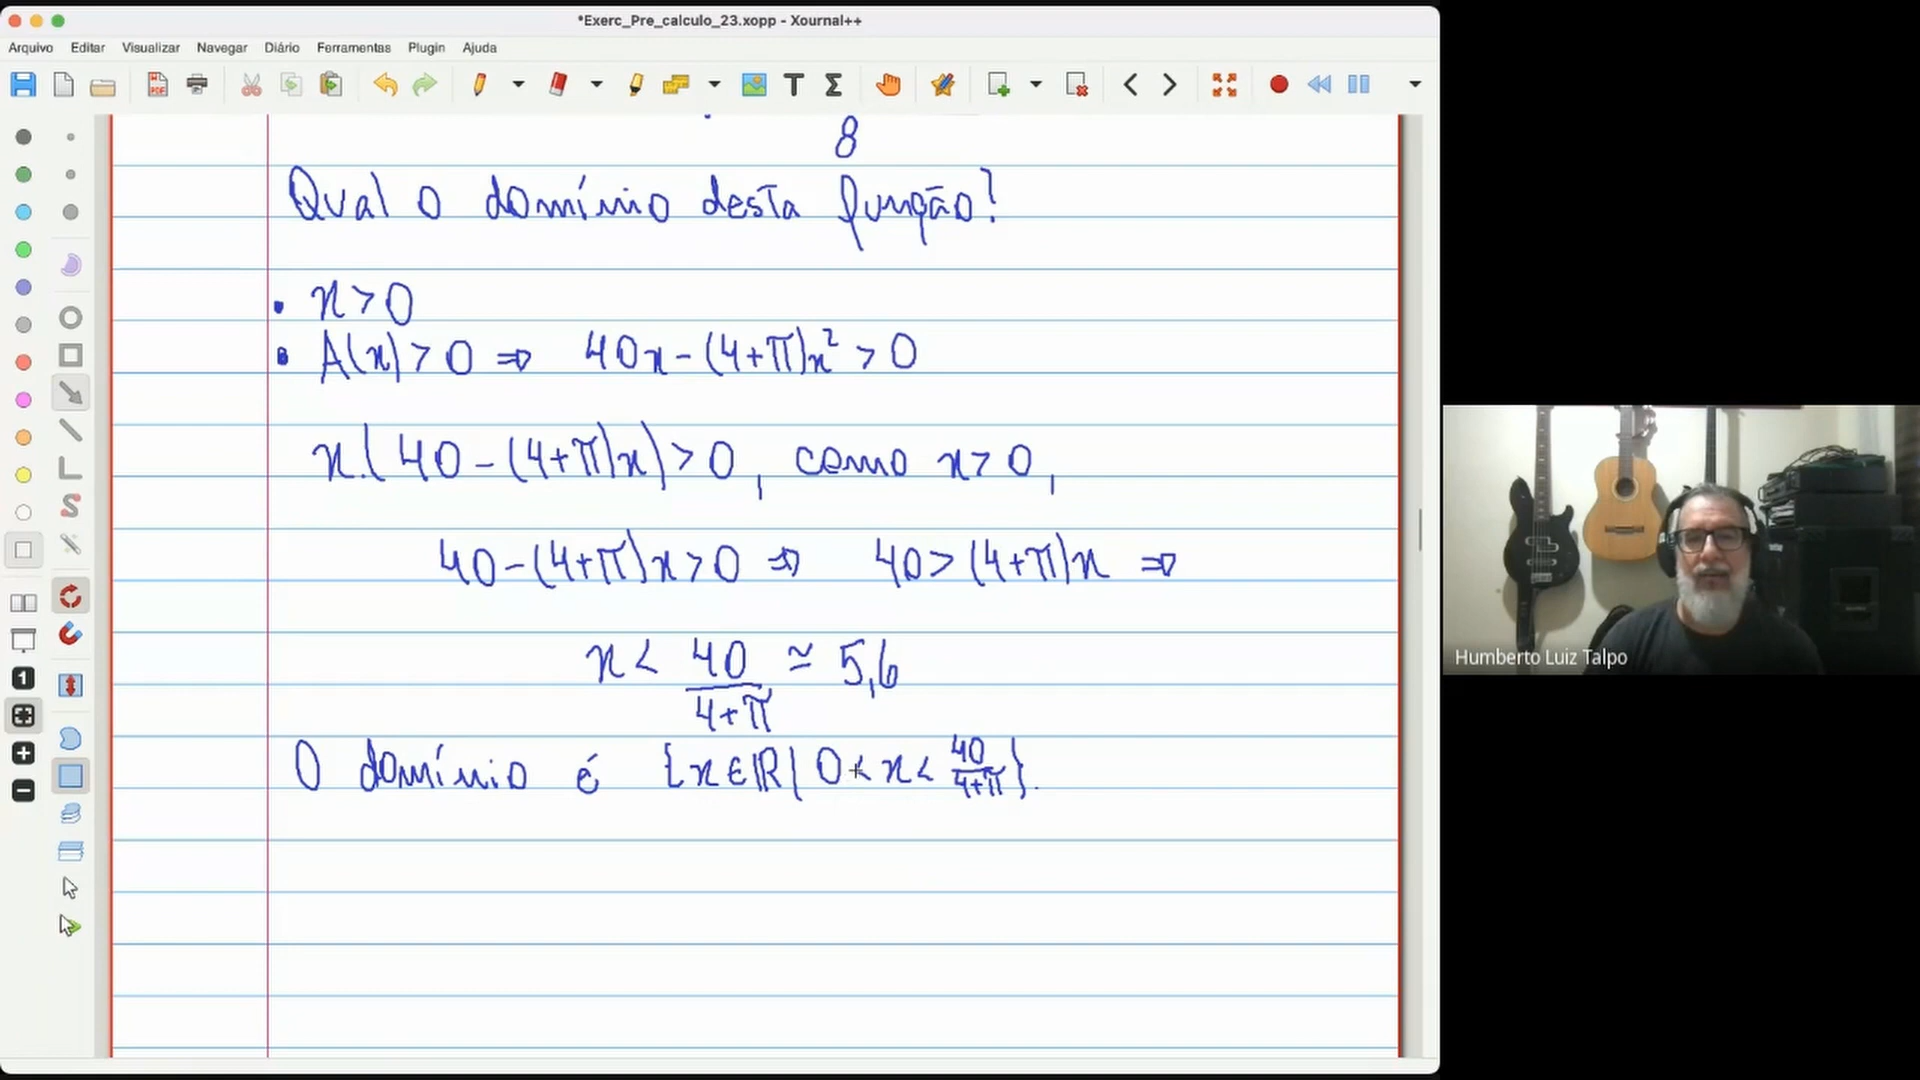 *Exerc_Pre_calculo_23.xopp - Xournal++
Arquivo Editar Visualizar Navegar Diário Ferramentas Plugin Ajuda
8
Qual o domínio desta função?
• x > 0
• A(x) > 0 ⇒ 40x - (4+π)x² > 0
x.(40 - (4+π)x) > 0, como x > 0,
40 - (4+π)x > 0 ⇒ 40 > (4+π)x ⇒
x < 40/(4+π) ≃ 5,6
O domínio é {x ∈ ℝ | 0 < x < 40/(4+π)}.
Humberto Luiz Talpo